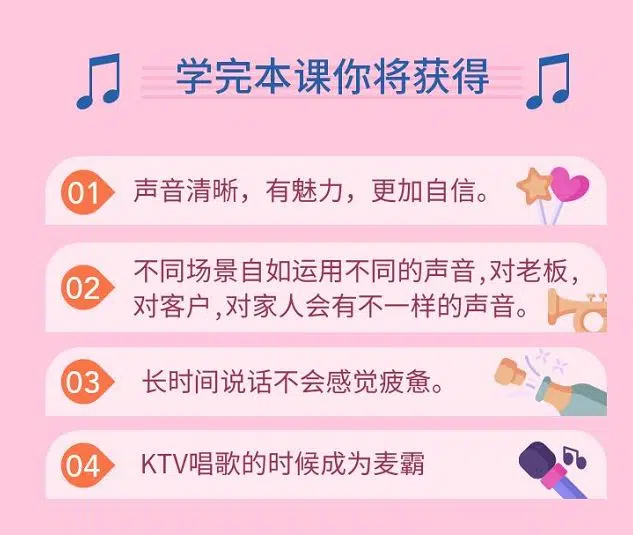 学完本课你将获得
01 声音清晰，有魅力，更加自信。
02 不同场景自如运用不同的声音,对老板,
对客户,对家人会有不一样的声音。
03 长时间说话不会感觉疲惫。
04 KTV唱歌的时候成为麦霸